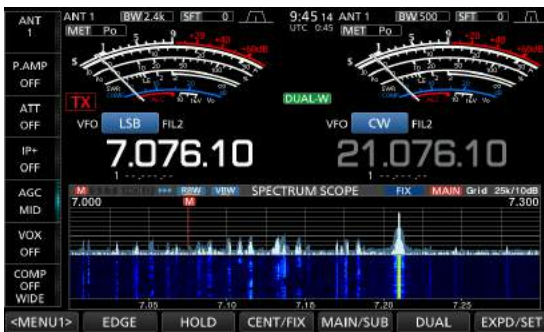 ANT 1
ANT 1 BW 2.4k SFT 0
9:45 14
UTC 0:45
ANT 1 BW 500 SFT 0
MET Po
MET Po
P.AMP
OFF
ATT
OFF
TX
DUAL-W
VFO LSB FIL2
VFO CW FIL2
IP+
OFF
7.076.10
21.076.10
1 --.---.--
1 --.---.--
AGC
MID
M RBW VBW SPECTRUM SCOPE FIX MAIN Grid 25k/10dB
7.000 M 7.300
VOX
OFF
COMP
OFF
WIDE
7.05 7.10 7.15 7.20 7.25
<MENU1> EDGE HOLD CENT/FIX MAIN/SUB DUAL EXPD/SET